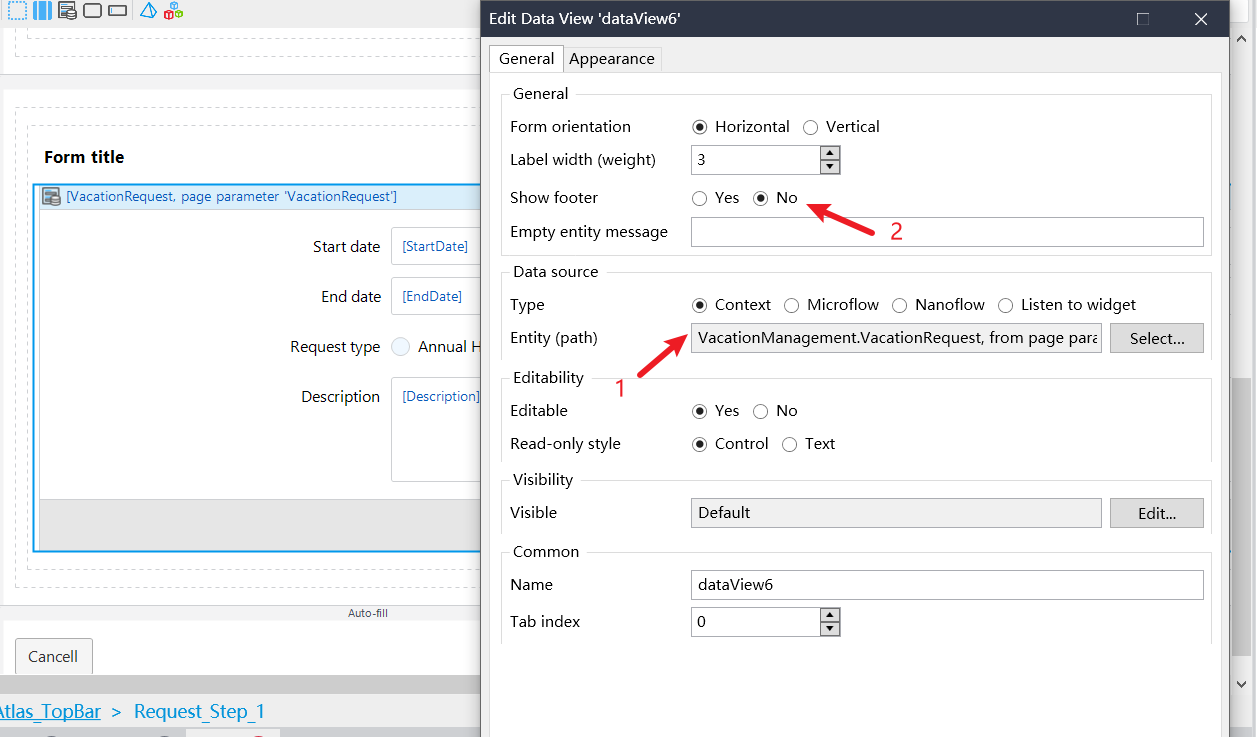 Edit Data View 'dataView6'
General Appearance
General
Form orientation Horizontal Vertical
Label width (weight) 3
Show footer Yes No
2
Empty entity message
Data source
Type Context Microflow Nanoflow Listen to widget
Entity (path) VacationManagement.VacationRequest, from page para Select...
1
Editability
Editable Yes No
Read-only style Control Text
Visibility
Visible Default Edit...
Common
Name dataView6
Tab index 0
Form title
[VacationRequest, page parameter 'VacationRequest']
Start date [StartDate]
End date [EndDate]
Request type Annual H
Description [Description]
Auto-fill
Cancell
Atlas_TopBar > Request_Step_1